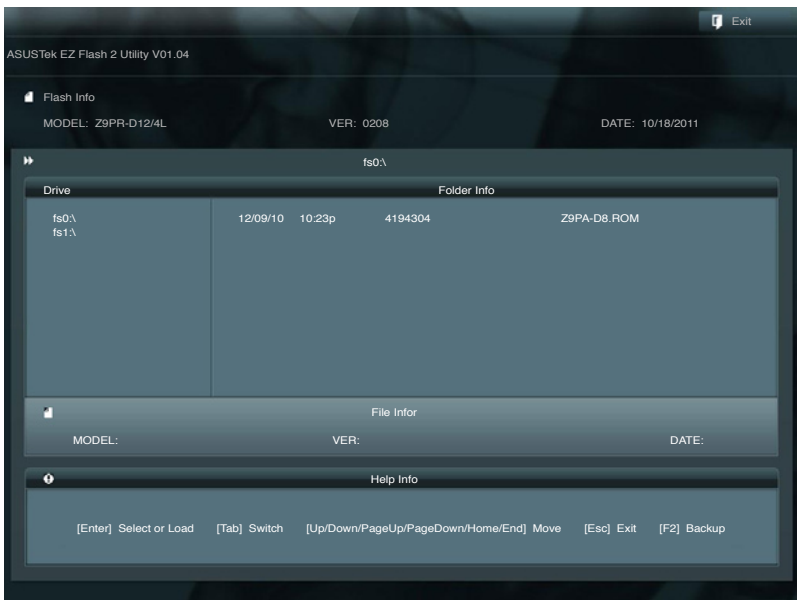 Exit
ASUSTek EZ Flash 2 Utility V01.04
Flash Info
MODEL: Z9PR-D12/4L VER: 0208 DATE: 10/18/2011
fs0:\
Drive Folder Info
fs0:\ 12/09/10 10:23p 4194304 Z9PA-D8.ROM
fs1:\
File Infor
MODEL: VER: DATE:
Help Info
[Enter] Select or Load [Tab] Switch [Up/Down/PageUp/PageDown/Home/End] Move [Esc] Exit [F2] Backup